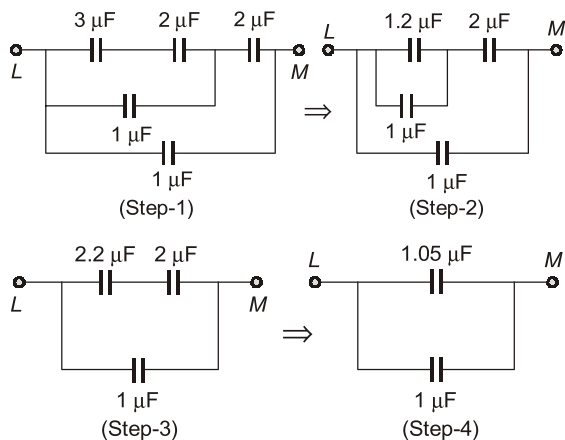 3 μF 2 μF 2 μF
L M
1 μF
1 μF
(Step-1)
⇒
L 1.2 μF 2 μF M
1 μF
1 μF
(Step-2)
2.2 μF 2 μF
L M
1 μF
(Step-3)
⇒
L 1.05 μF M
1 μF
(Step-4)